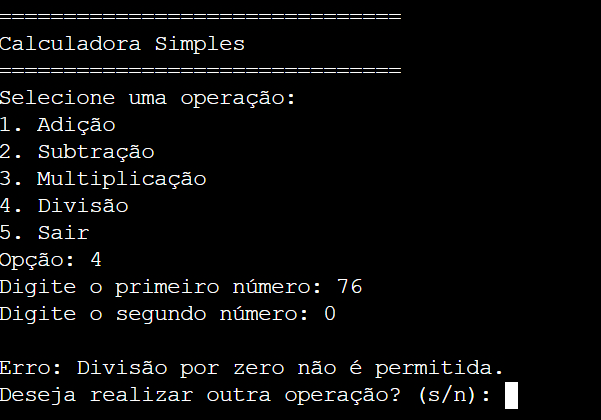 ================================
Calculadora Simples
================================
Selecione uma operação:
1. Adição
2. Subtração
3. Multiplicação
4. Divisão
5. Sair
Opção: 4
Digite o primeiro número: 76
Digite o segundo número: 0
Erro: Divisão por zero não é permitida.
Deseja realizar outra operação? (s/n):